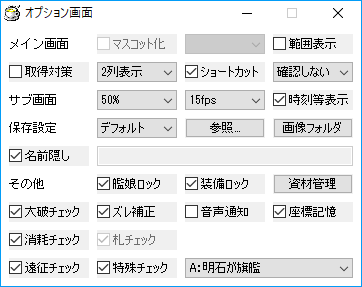 オプション画面
メイン画面 マスコット化 範囲表示
取得対策 2列表示 ショートカット 確認しない
サブ画面 50% 15fps 時刻等表示
保存設定 デフォルト 参照... 画像フォルダ
名前隠し
その他 艦娘ロック 装備ロック 資材管理
大破チェック ズレ補正 音声通知 座標記憶
消耗チェック 札チェック
遠征チェック 特殊チェック A:明石が旗艦